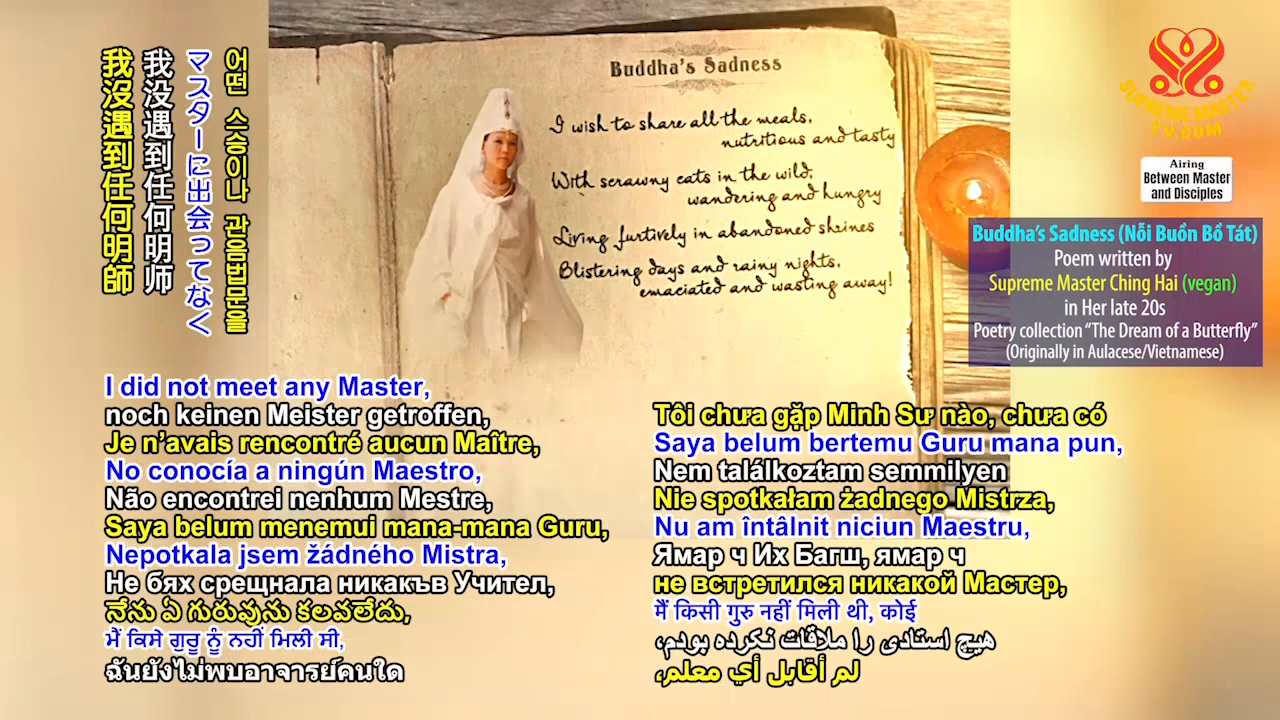 Buddha's Sadness
I wish to share all the meals,
nutritious and tasty
With scrawny cats in the wild,
wandering and hungry
Living furtively in abandoned shrines
Blistering days and rainy nights,
emaciated and wasting away!
SUPREME MASTER
TV.COM
Airing
Between Master
and Disciples
Buddha's Sadness (Nỗi Buồn Bồ Tát)
Poem written by
Supreme Master Ching Hai (vegan)
in Her late 20s
Poetry collection “The Dream of a Butterfly”
(Originally in Aulacese/Vietnamese)
어떤 스승이나 관음법문을
マスターに出会ってなく
我没遇到任何明师
我沒遇到任何明師
I did not meet any Master,
noch keinen Meister getroffen,
Je n’avais rencontré aucun Maître,
No conocía a ningún Maestro,
Não encontrei nenhum Mestre,
Saya belum menemui mana-mana Guru,
Nepotkala jsem žádného Mistra,
Не бях срещнала никакъв Учител,
నేను ఏ గురువును కలవలేదు,
ਮੈਂ ਕਿਸੇ ਗੁਰੂ ਨੂੰ ਨਹੀਂ ਮਿਲੀ ਸੀ,
ฉันยังไม่พบอาจารย์คนใด
Tôi chưa gặp Minh Sư nào, chưa có
Saya belum bertemu Guru mana pun,
Nem találkoztam semmilyen
Nie spotkałam żadnego Mistrza,
Nu am întâlnit niciun Maestru,
Ямар ч Их Багш, ямар ч
не встретился никакой Мастер,
मैं किसी गुरु नहीं मिली थी, कोई
هیچ استادی را ملاقات نکرده بودم،
لم أقابل أي معلم،